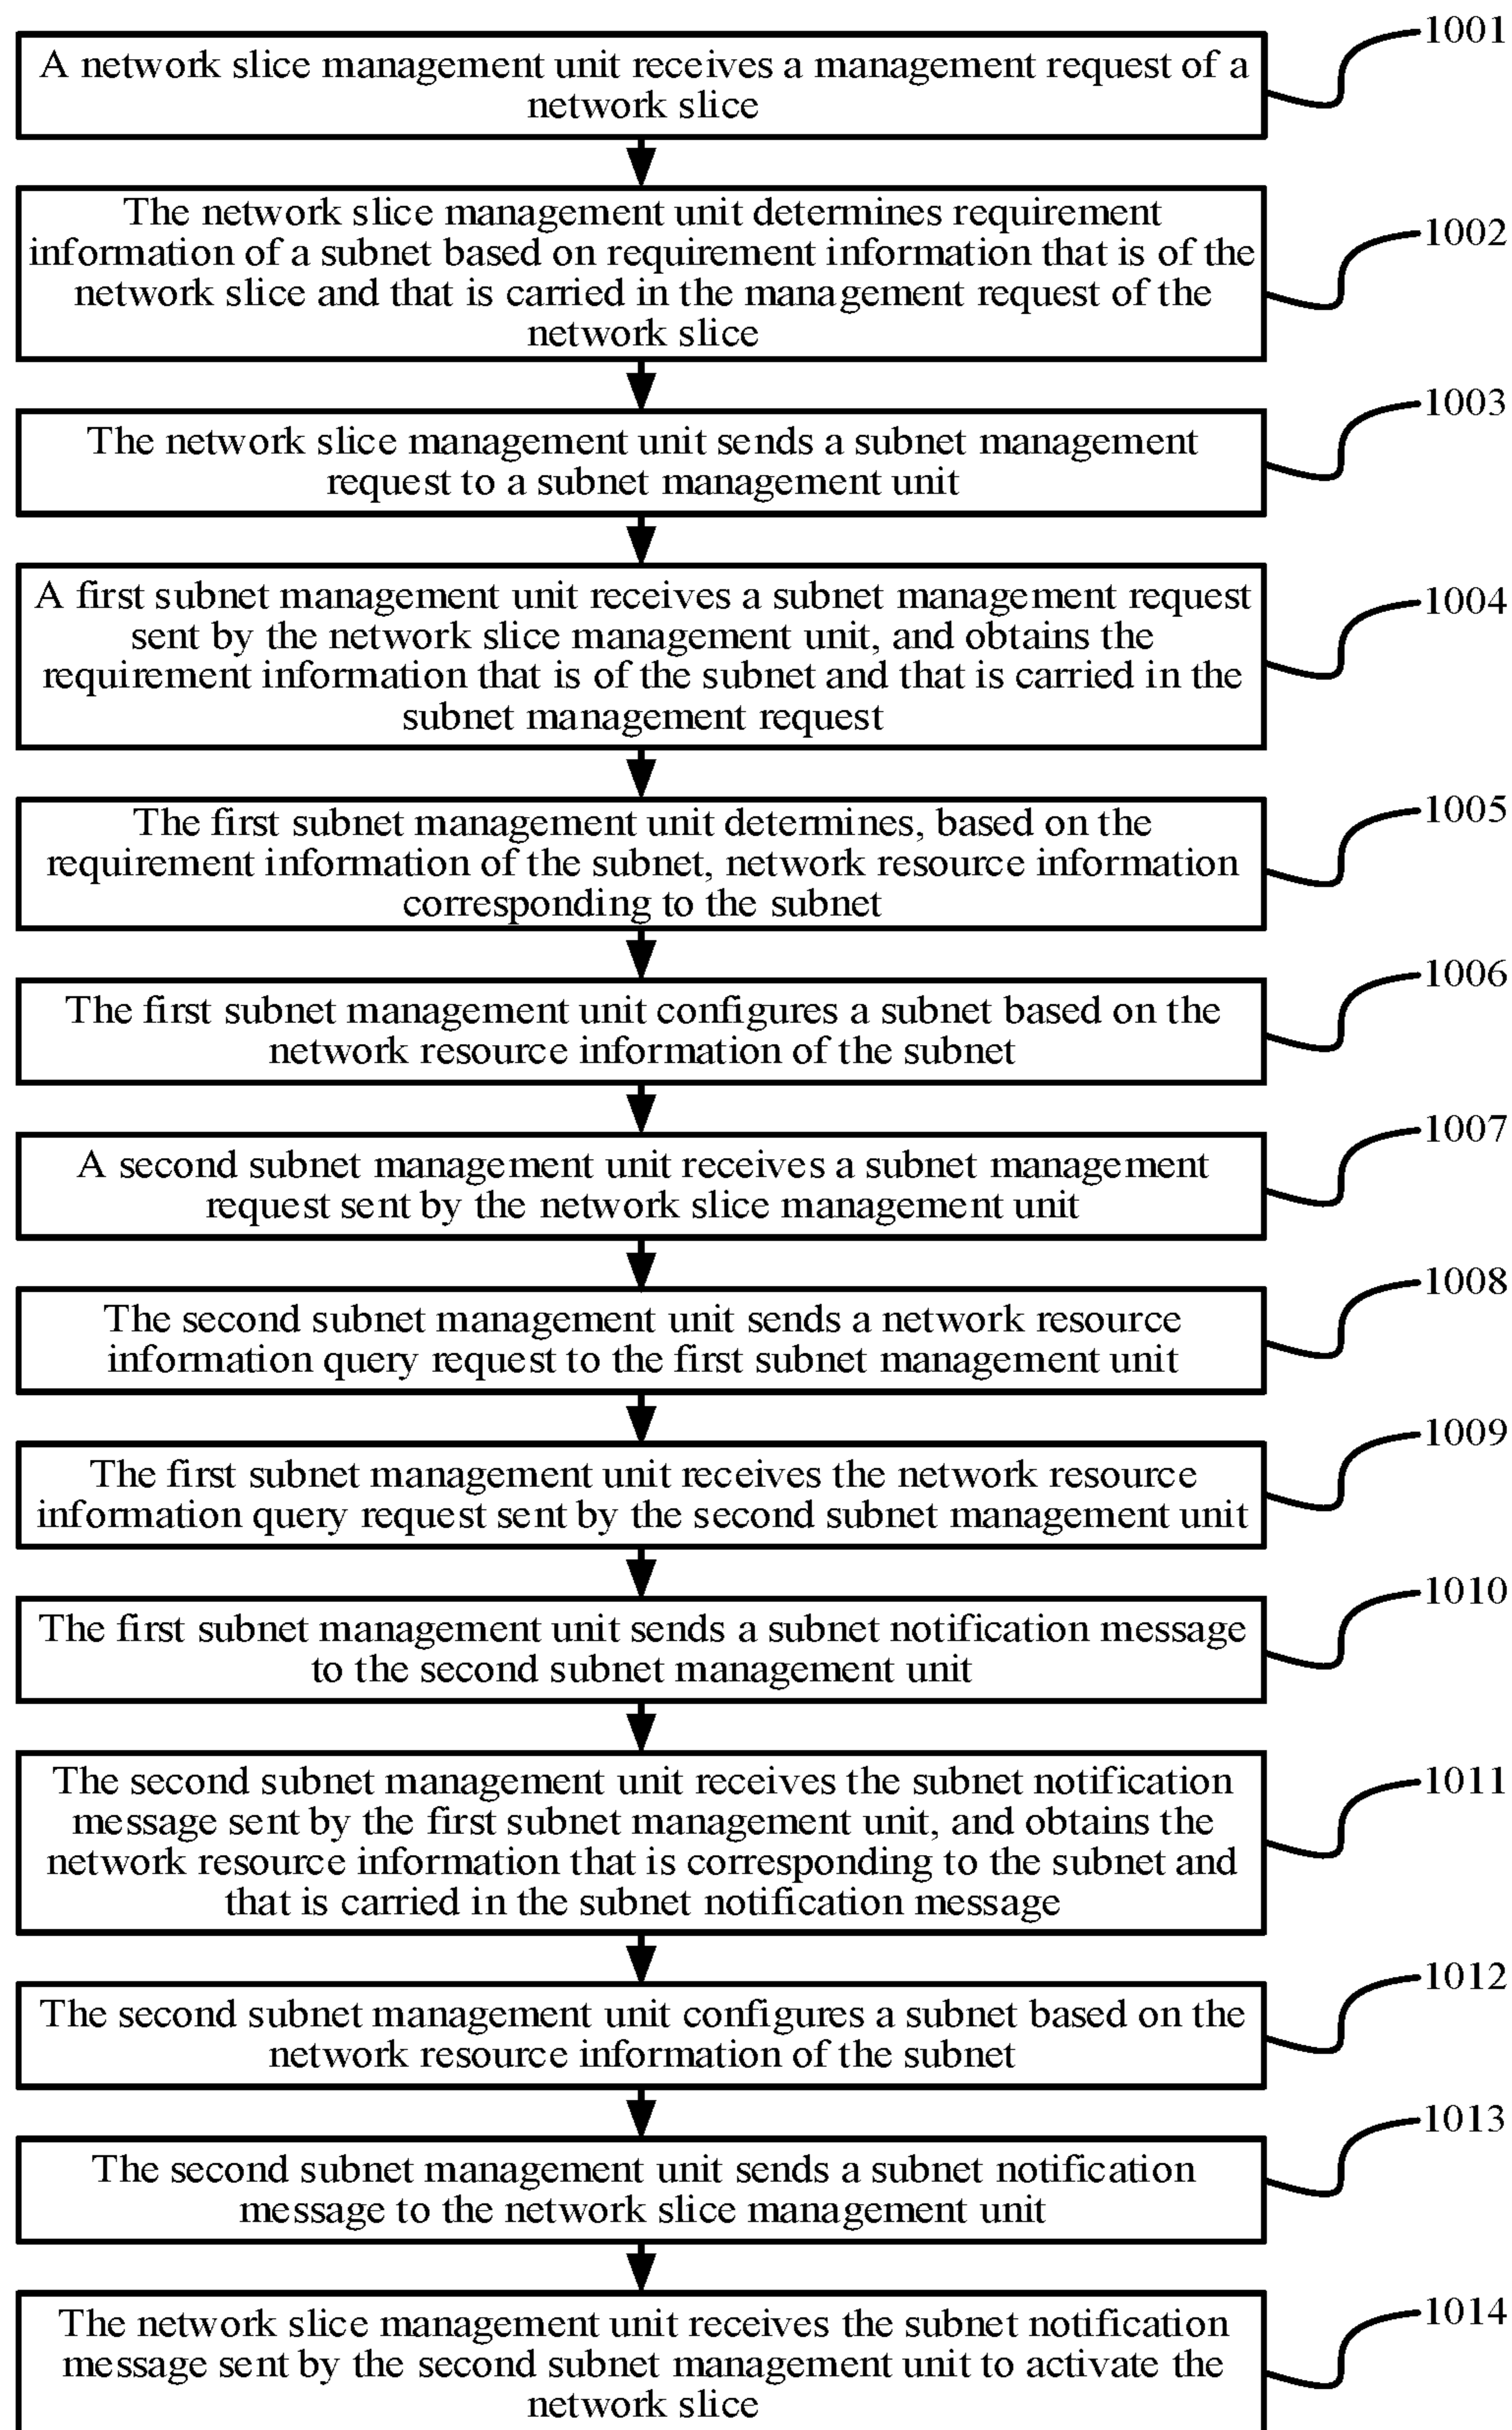 1001
A network slice management unit receives a management request of a
network slice
1002
The network slice management unit determines requirement
information of a subnet based on requirement information that is of the
network slice and that is carried in the management request of the
network slice
1003
The network slice management unit sends a subnet management
request to a subnet management unit
1004
A first subnet management unit receives a subnet management request
sent by the network slice management unit, and obtains the
requirement information that is of the subnet and that is carried in the
subnet management request
1005
The first subnet management unit determines, based on the
requirement information of the subnet, network resource information
corresponding to the subnet
1006
The first subnet management unit configures a subnet based on the
network resource information of the subnet
1007
A second subnet management unit receives a subnet management
request sent by the network slice management unit
1008
The second subnet management unit sends a network resource
information query request to the first subnet management unit
1009
The first subnet management unit receives the network resource
information query request sent by the second subnet management unit
1010
The first subnet management unit sends a subnet notification message
to the second subnet management unit
1011
The second subnet management unit receives the subnet notification
message sent by the first subnet management unit, and obtains the
network resource information that is corresponding to the subnet and
that is carried in the subnet notification message
1012
The second subnet management unit configures a subnet based on the
network resource information of the subnet
1013
The second subnet management unit sends a subnet notification
message to the network slice management unit
1014
The network slice management unit receives the subnet notification
message sent by the second subnet management unit to activate the
network slice